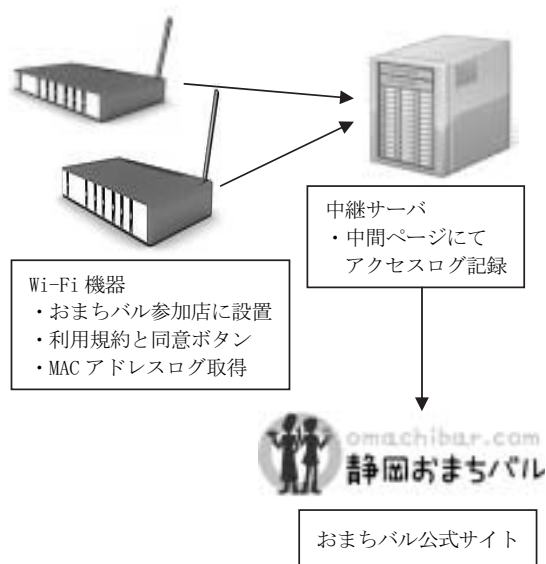 中継サーバ
・中間ページにて
アクセスログ記録
Wi-Fi 機器
・おまちバル参加店に設置
・利用規約と同意ボタン
・MAC アドレスログ取得
omachibar.com
静岡おまちバル
おまちバル公式サイト